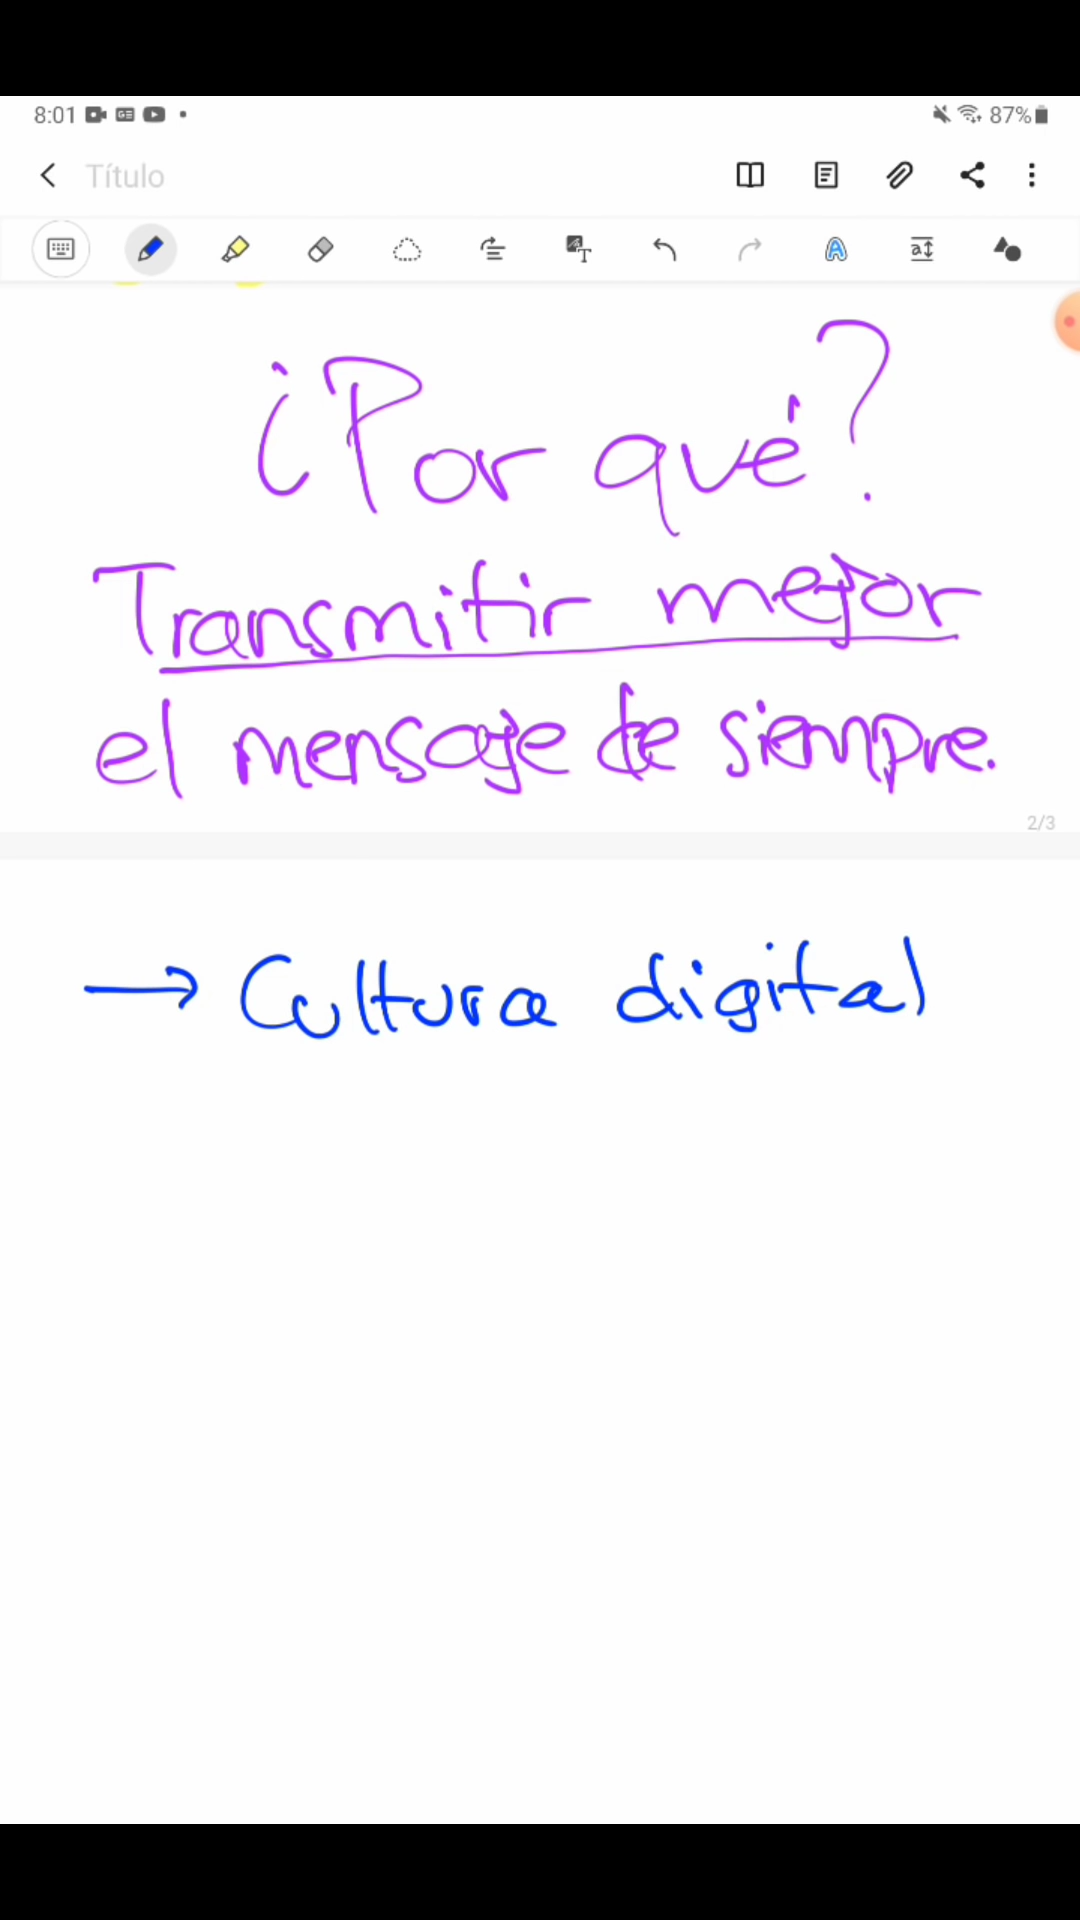 8:01 87%
Título
¿Por qué?
Transmitir mejor
el mensaje de siempre.
2/3
→ Cultura digital